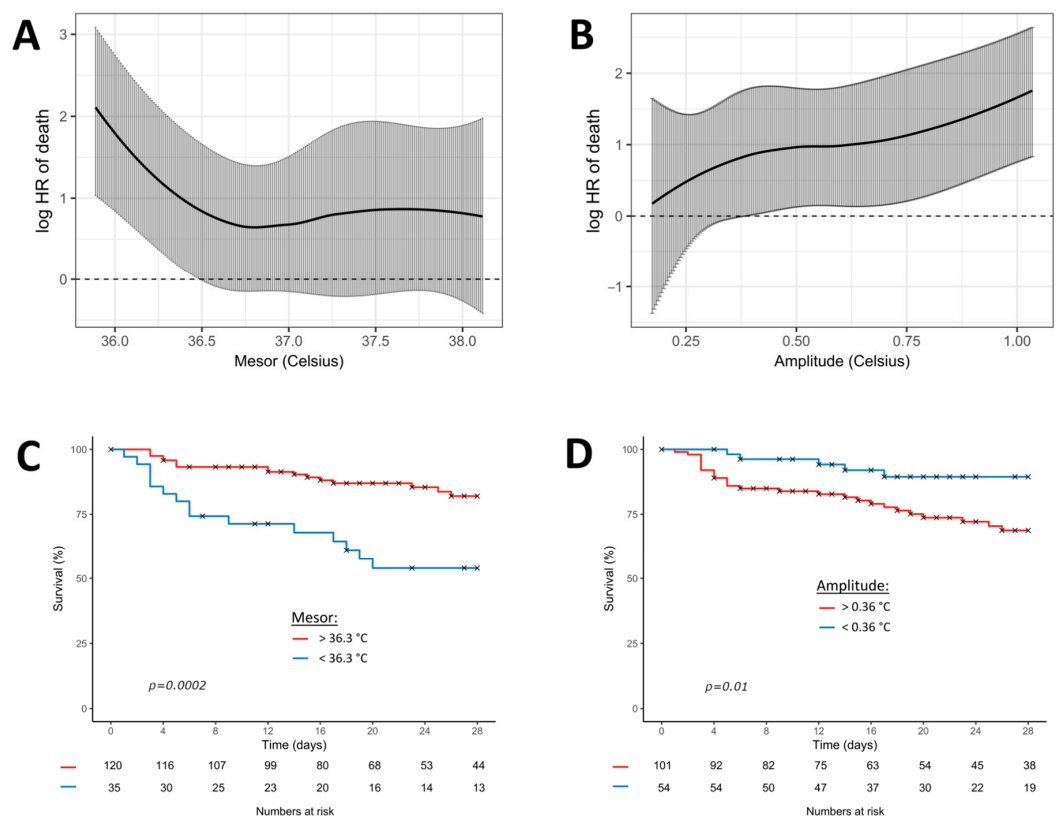 A
3
2
1
0
log HR of death
36.0 36.5 37.0 37.5 38.0
Mesor (Celsius)
B
2
1
0
−1
log HR of death
0.25 0.50 0.75 1.00
Amplitude (Celsius)
C
100
75
50
25
0
Survival (%)
Mesor:
> 36.3 °C
< 36.3 °C
p=0.0002
0 4 8 12 16 20 24 28
Time (days)
120 116 107 99 80 68 53 44
35 30 25 23 20 16 14 13
Numbers at risk
D
100
75
50
25
0
Survival (%)
Amplitude:
> 0.36 °C
< 0.36 °C
p=0.01
0 4 8 12 16 20 24 28
Time (days)
101 92 82 75 63 54 45 38
54 54 50 47 37 30 22 19
Numbers at risk